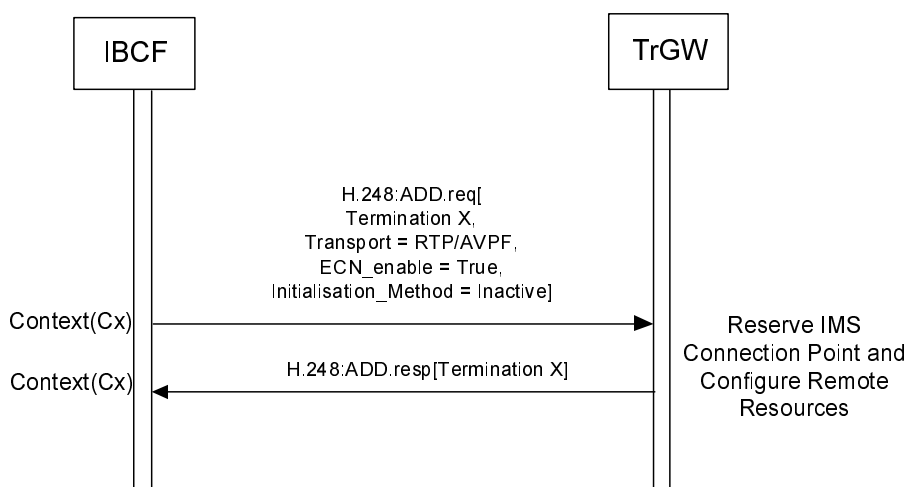 IBCF
TrGW
H.248:ADD.req[
Termination X,
Transport = RTP/AVPF,
ECN_enable = True,
Initialisation_Method = Inactive]
Context(Cx)
Reserve IMS
Connection Point and
Configure Remote
Resources
H.248:ADD.resp[Termination X]
Context(Cx)